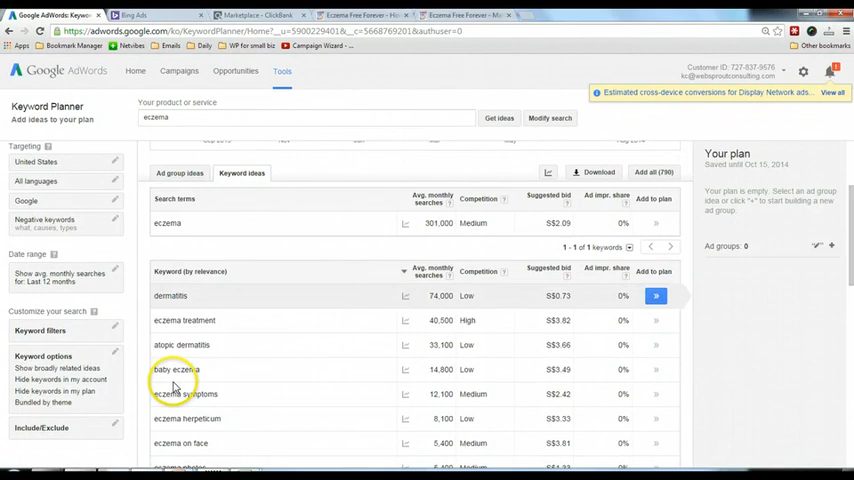 Google AdWords: Keyword
Bing Ads
Marketplace - ClickBank
Eczema Free Forever
Eczema Free Forever™ Ma
https://adwords.google.com/ko/KeywordPlanner/Home?__u=5900229401&__c=5668769201&authuser=0
Apps Bookmark Manager Netvibes Emails Daily WP for small biz Campaign Wizard... Other bookmarks
Google AdWords Home Campaigns Opportunities Tools
Customer ID: 727-837-9576
kc@websproutconsulting.com
1
Estimated cross-device conversions for Display Network ads... View all
Keyword Planner
Add ideas to your plan
Your product or service
eczema
Get ideas Modify search
Targeting ?
United States
All languages
Google
Negative keywords
what, causes, types
Date range ?
Show avg. monthly searches
for: Last 12 months
Customize your search ?
Keyword filters
Keyword options
Show broadly related ideas
Hide keywords in my account
Hide keywords in my plan
Bundled by theme
Include/Exclude
Ad group ideas Keyword ideas Download Add all (790)
Search terms Avg. monthly searches ? Competition ? Suggested bid ? Ad impr. share ? Add to plan
eczema 301,000 Medium S$2.09 0% »
1 - 1 of 1 keywords
Keyword (by relevance) Avg. monthly searches ? Competition ? Suggested bid ? Ad impr. share ? Add to plan
dermatitis 74,000 Low S$0.73 0% »
eczema treatment 40,500 High S$3.82 0% »
atopic dermatitis 33,100 Low S$3.66 0% »
baby eczema 14,800 Low S$3.49 0% »
eczema symptoms 12,100 Medium S$2.42 0% »
eczema herpeticum 8,100 Low S$3.33 0% »
eczema on face 5,400 Medium S$3.81 0% »
eczema photos 5,400 Medium S$1.33 0%
Your plan
Saved until Oct 15, 2014
Your plan is empty. Select an ad group
idea or click "+" to start building a new
ad group.
Ad groups: 0